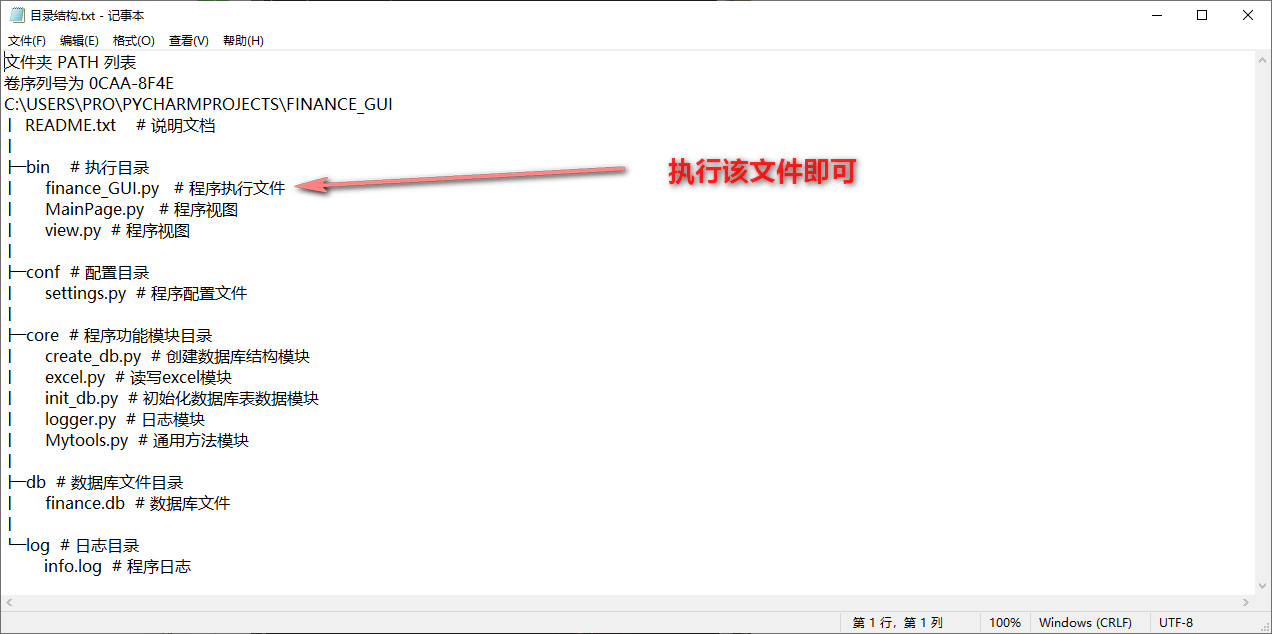 目录结构.txt - 记事本
文件(F) 编辑(E) 格式(O) 查看(V) 帮助(H)
文件夹 PATH 列表
卷序列号为 0CAA-8F4E
C:\USERS\PRO\PYCHARMPROJECTS\FINANCE_GUI
│ README.txt # 说明文档
│
├─bin # 执行目录
│ finance_GUI.py # 程序执行文件 执行该文件即可
│ MainPage.py # 程序视图
│ view.py # 程序视图
│
├─conf # 配置目录
│ settings.py # 程序配置文件
│
├─core # 程序功能模块目录
│ create_db.py # 创建数据库结构模块
│ excel.py # 读写excel模块
│ init_db.py # 初始化数据库表数据模块
│ logger.py # 日志模块
│ Mytools.py # 通用方法模块
│
├─db # 数据库文件目录
│ finance.db # 数据库文件
│
└─log # 日志目录
info.log # 程序日志
第 1 行，第 1 列 100% Windows (CRLF) UTF-8